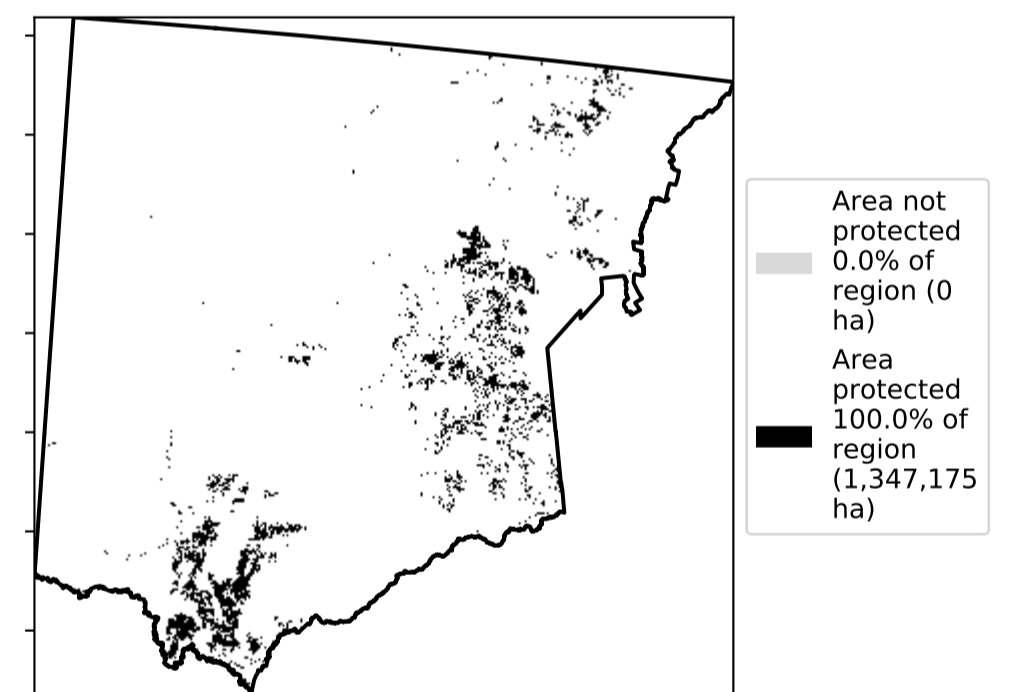 Area not
protected
0.0% of
region (0
ha)
Area
protected
100.0% of
region
(1,347,175
ha)